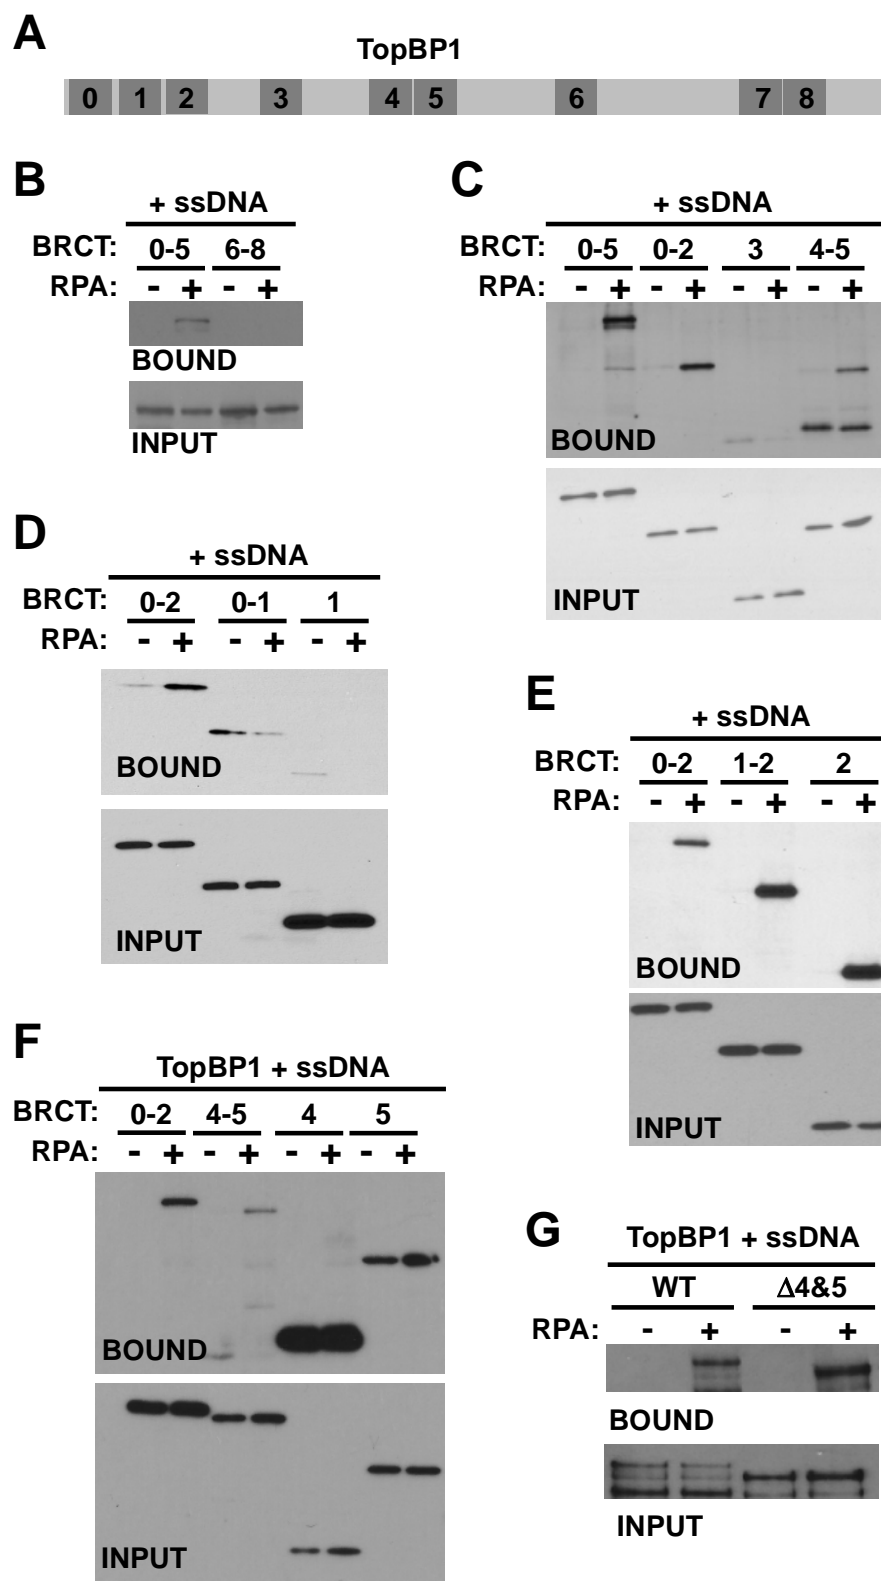 A
TopBP1
0 1 2 3 4 5 6 7 8
B
+ ssDNA
BRCT: 0-5 6-8
RPA: - + - +
BOUND
INPUT
C
+ ssDNA
BRCT: 0-5 0-2 3 4-5
RPA: - + - + - + - +
BOUND
INPUT
D
+ ssDNA
BRCT: 0-2 0-1 1
RPA: - + - + - +
BOUND
INPUT
E
+ ssDNA
BRCT: 0-2 1-2 2
RPA: - + - + - +
BOUND
INPUT
F
TopBP1 + ssDNA
BRCT: 0-2 4-5 4 5
RPA: - + - + - + - +
BOUND
INPUT
G
TopBP1 + ssDNA
WT Δ4&5
RPA: - + - +
BOUND
INPUT